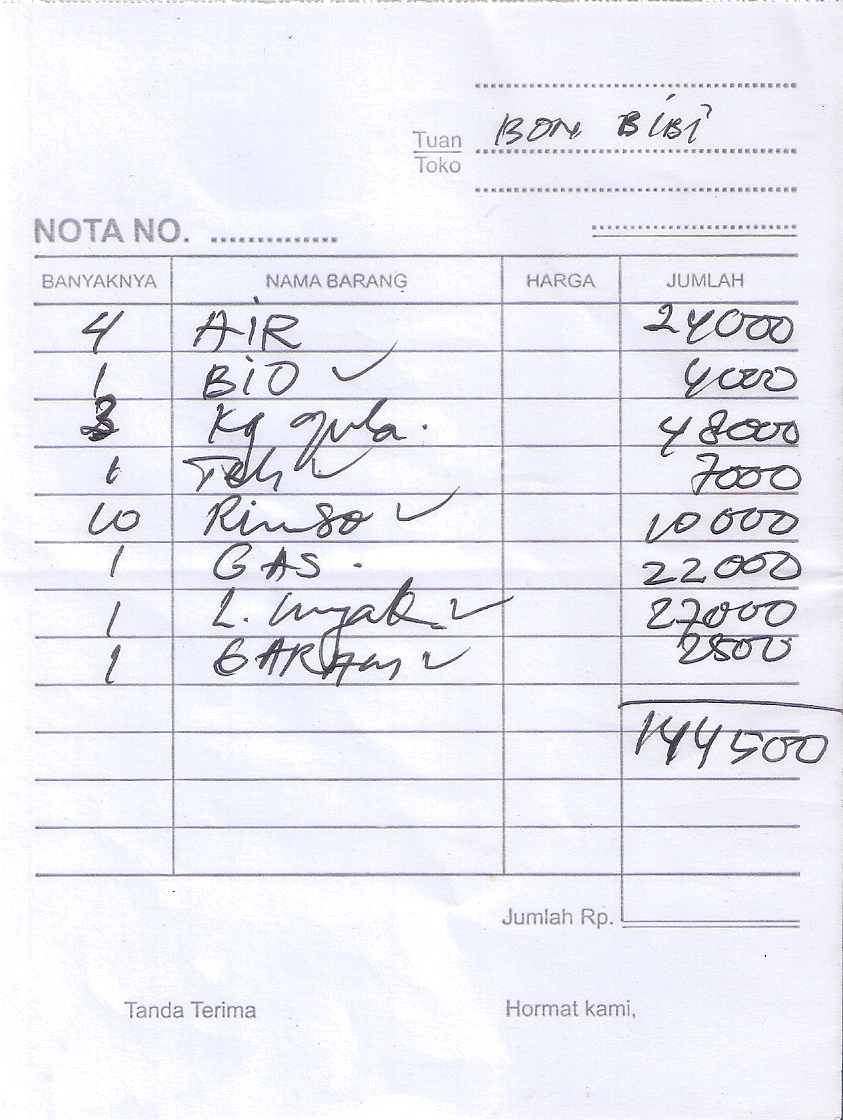 BON BIBI
Tuan
Toko
NOTA NO. ................
BANYAKNYA NAMA BARANG HARGA JUMLAH
4 AIR 24000
1 BIO ✓ 4000
3 Kg gula. 48000
1 Teh ✓ 7000
10 Rinso ✓ 10000
1 GAS . 22000
1 L. Minyak ✓ 27000
1 GARAM ✓ 2500
144500
Jumlah Rp.
Tanda Terima Hormat kami,